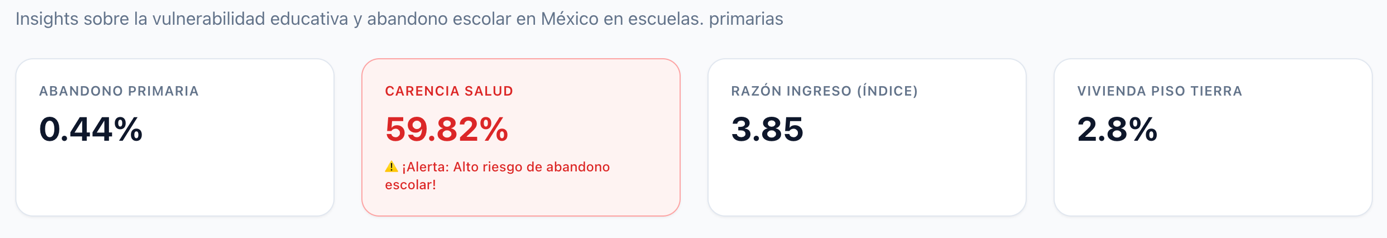 Insights sobre la vulnerabilidad educativa y abandono escolar en México en escuelas. primarias
ABANDONO PRIMARIA
0.44%
CARENCIA SALUD
59.82%
⚠️ ¡Alerta: Alto riesgo de abandono
escolar!
RAZÓN INGRESO (ÍNDICE)
3.85
VIVIENDA PISO TIERRA
2.8%